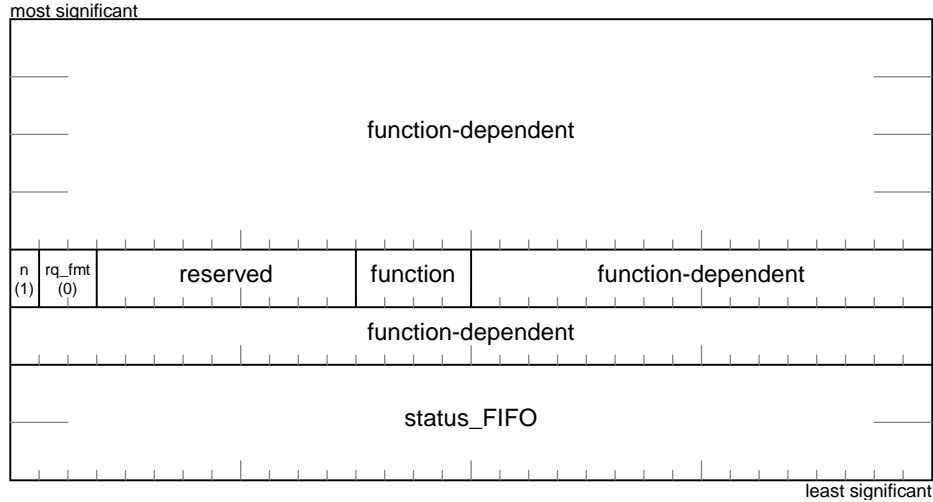 most significant
function-dependent
n (1) rq_fmt (0) reserved function function-dependent
function-dependent
status_FIFO
least significant